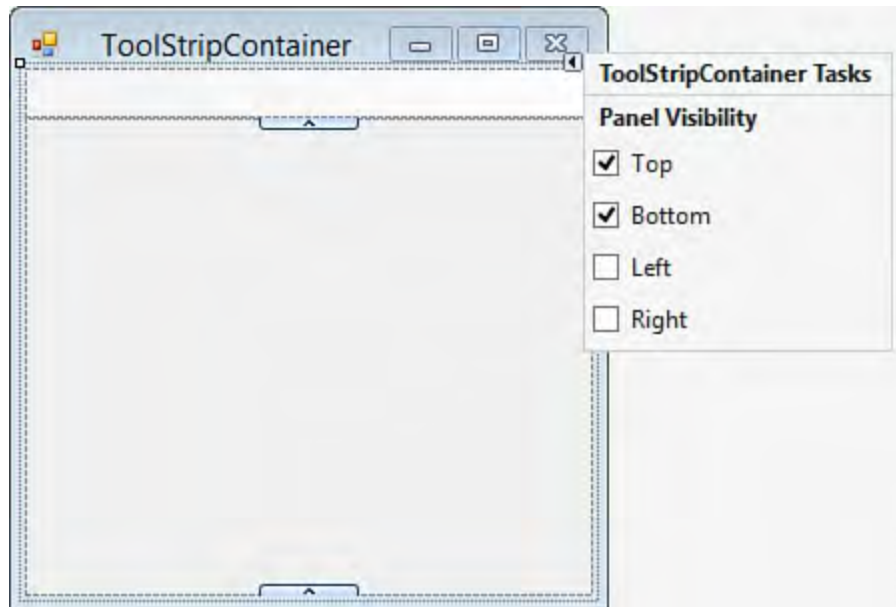 ToolStripContainer
ToolStripContainer Tasks
Panel Visibility
Top
Bottom
Left
Right